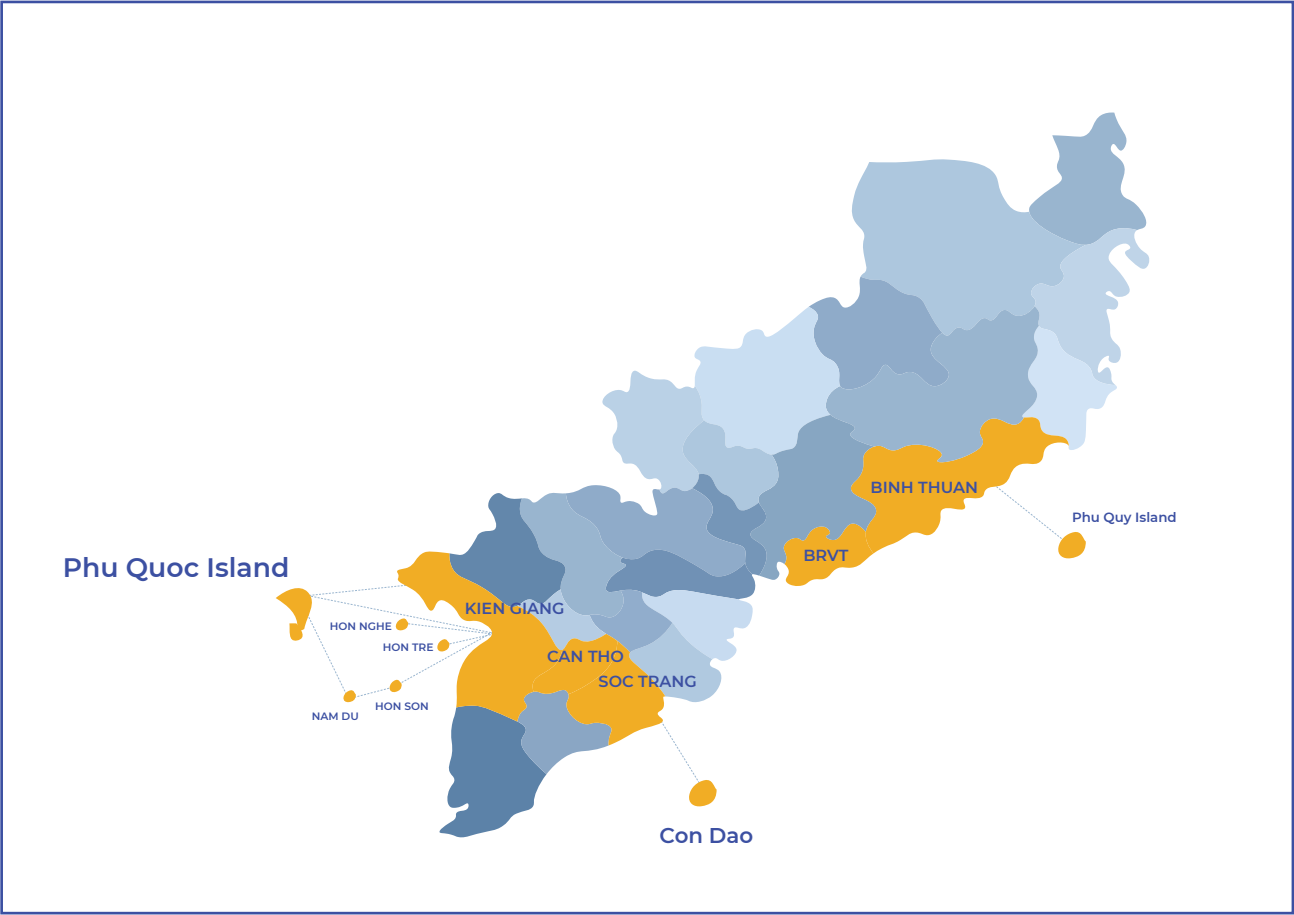 BINH THUAN
Phu Quy Island
BRVT
Phu Quoc Island
KIEN GIANG
HON NGHE
HON TRE
CAN THO
SOC TRANG
HON SON
NAM DU
Con Dao